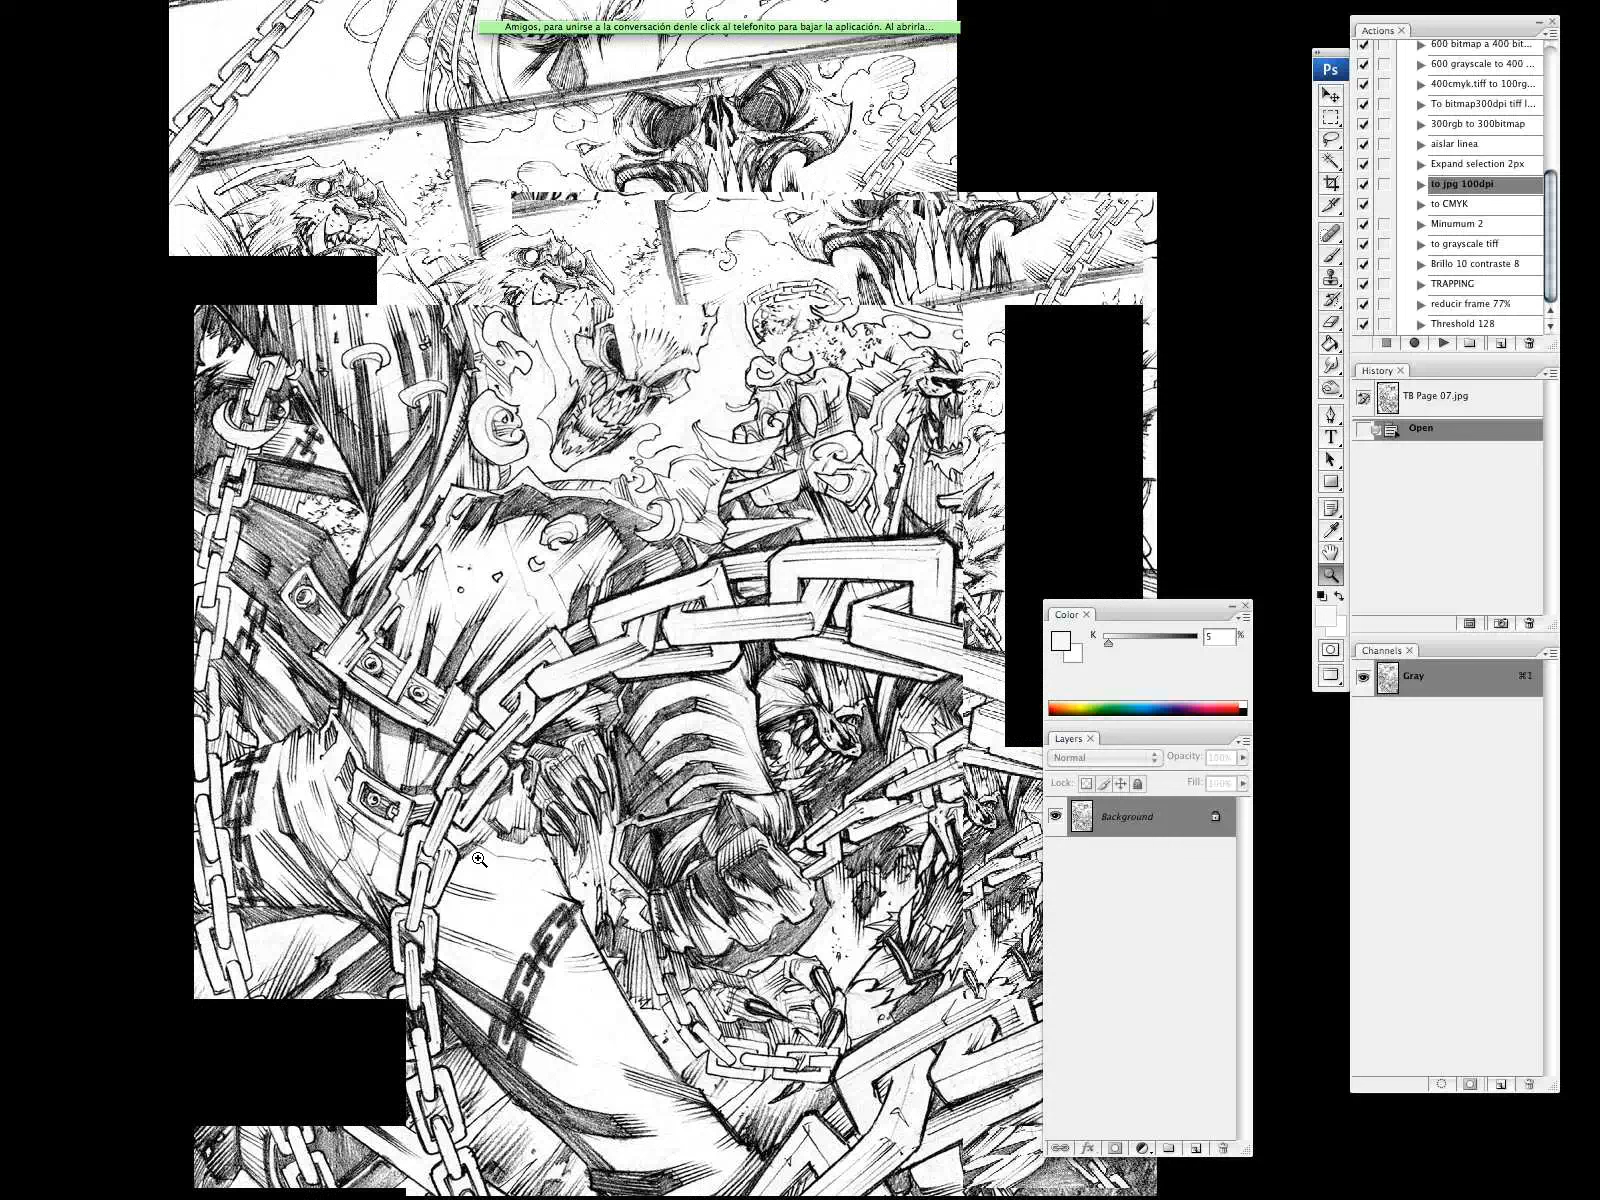 Amigos, para unirse a la conversación denle click al telefonito para bajar la aplicación. Al abrirla...
Actions
600 bitmap a 400 bit...
600 grayscale to 400 ...
400cmyk.tiff to 100rg...
To bitmap300dpi tiff l...
300rgb to 300bitmap
aislar linea
Expand selection 2px
to jpg 100dpi
to CMYK
Minumum 2
to grayscale tiff
Brillo 10 contraste 8
TRAPPING
reducir frame 77%
Threshold 128
Ps
T
History
TB Page 07.jpg
Open
Color
K 5 %
Channels
Gray ⌘1
Layers
Normal Opacity: 100%
Lock: Fill: 100%
Background
fx